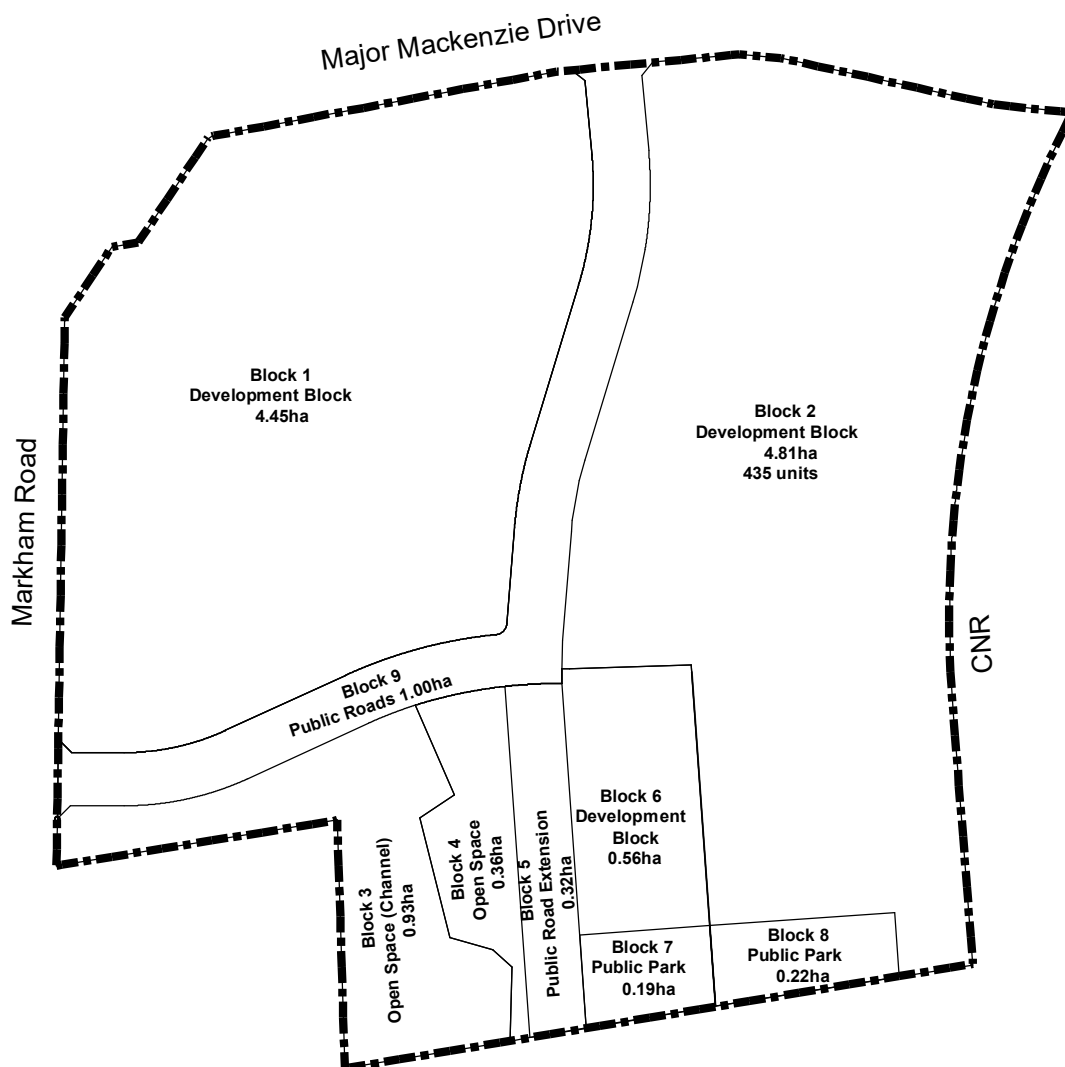 Major Mackenzie Drive
Block 1
Development Block
4.45ha
Block 2
Development Block
4.81ha
435 units
Markham Road
CNR
Block 9
Public Roads 1.00ha
Block 3
Open Space (Channel)
0.93ha
Block 4
Open Space
0.36ha
Block 5
Public Road Extension
0.32ha
Block 6
Development
Block
0.56ha
Block 7
Public Park
0.19ha
Block 8
Public Park
0.22ha